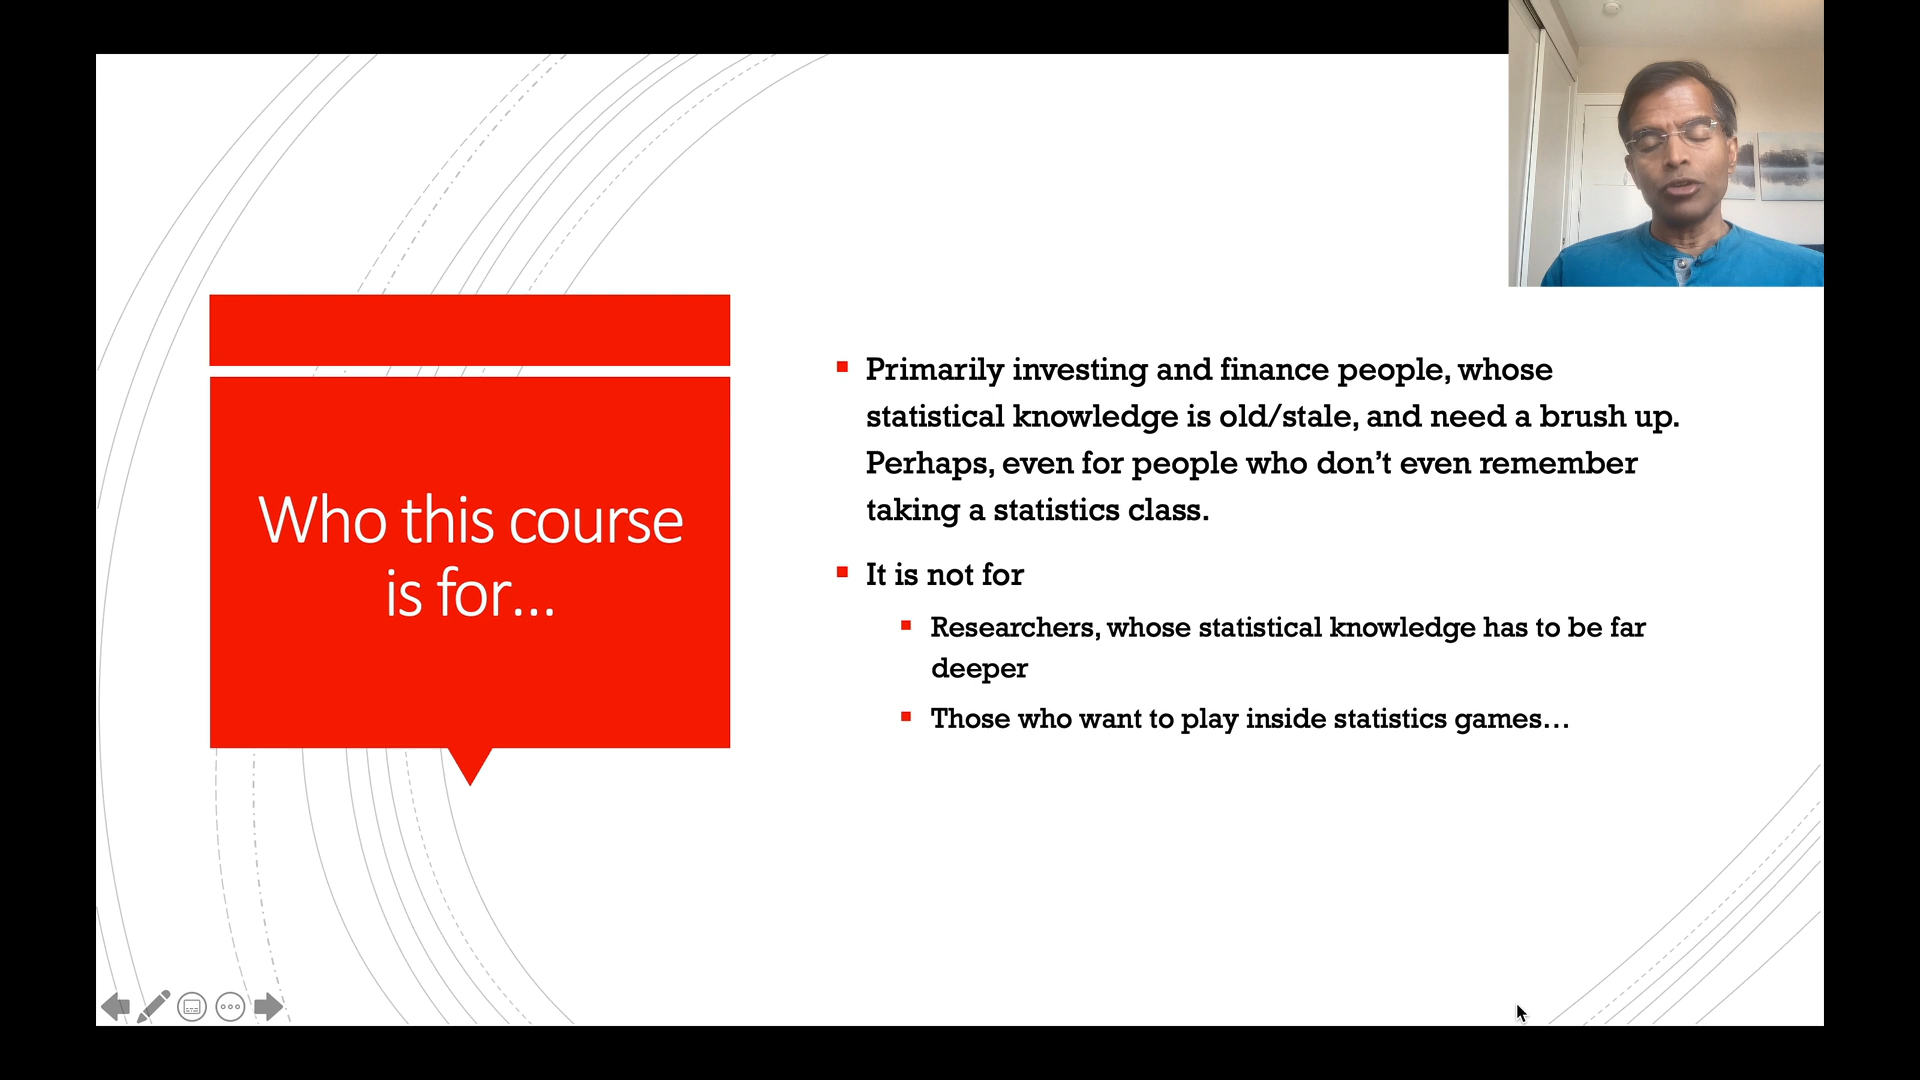 Who this course
is for...
Primarily investing and finance people, whose
statistical knowledge is old/stale, and need a brush up.
Perhaps, even for people who don’t even remember
taking a statistics class.
It is not for
Researchers, whose statistical knowledge has to be far
deeper
Those who want to play inside statistics games...